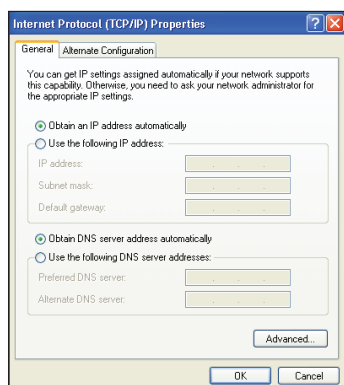 Internet Protocol (TCP/IP) Properties
General Alternate Configuration
You can get IP settings assigned automatically if your network supports
this capability. Otherwise, you need to ask your network administrator for
the appropriate IP settings.
Obtain an IP address automatically
Use the following IP address:
IP address:
Subnet mask:
Default gateway:
Obtain DNS server address automatically
Use the following DNS server addresses:
Preferred DNS server:
Alternate DNS server:
Advanced...
OK Cancel